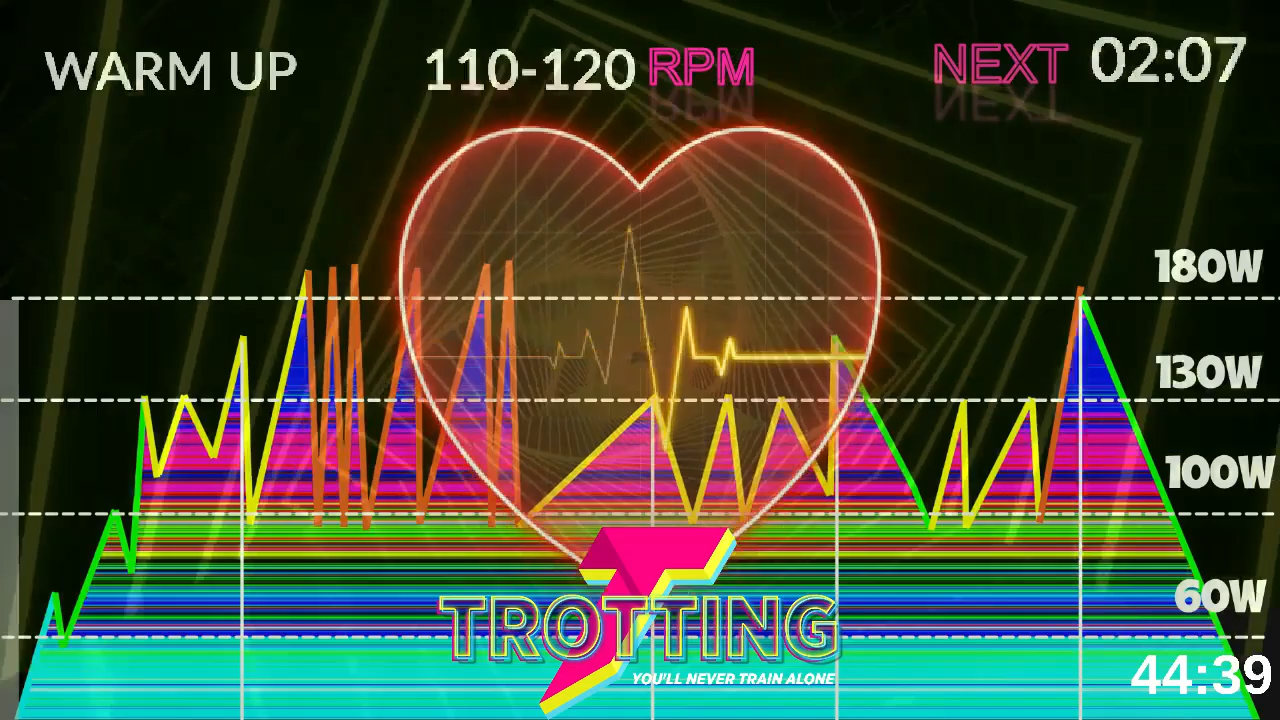 WARM UP 110-120 RPM NEXT 02:07
180W
130W
100W
60W
TROTTING
YOU'LL NEVER TRAIN ALONE
44:39